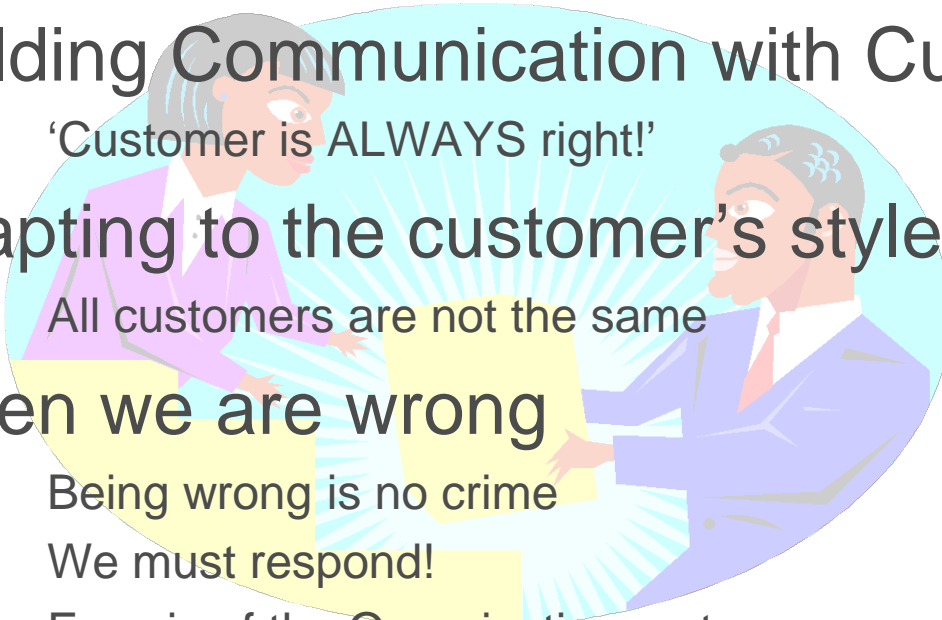 lding Communication with Cu
‘Customer is ALWAYS right!’
apting to the customer’s style
All customers are not the same
en we are wrong
Being wrong is no crime
We must respond!